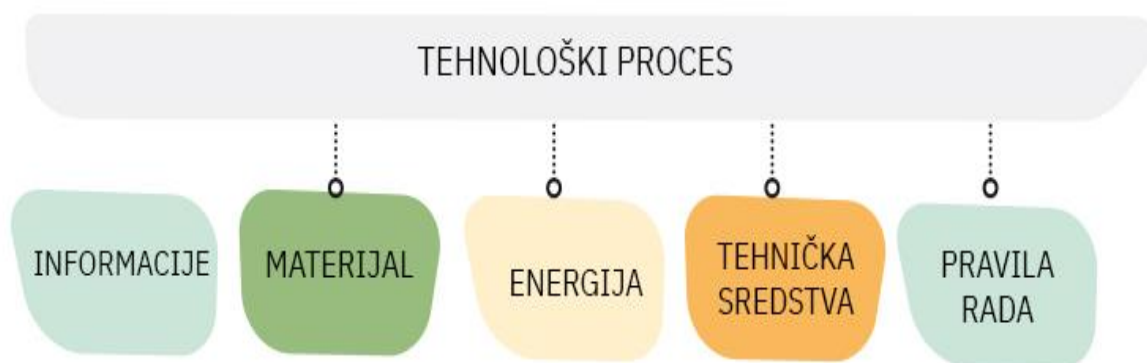 TEHNOLOŠKI PROCES
INFORMACIJE
MATERIJAL
ENERGIJA
TEHNIČKA
SREDSTVA
PRAVILA
RADA